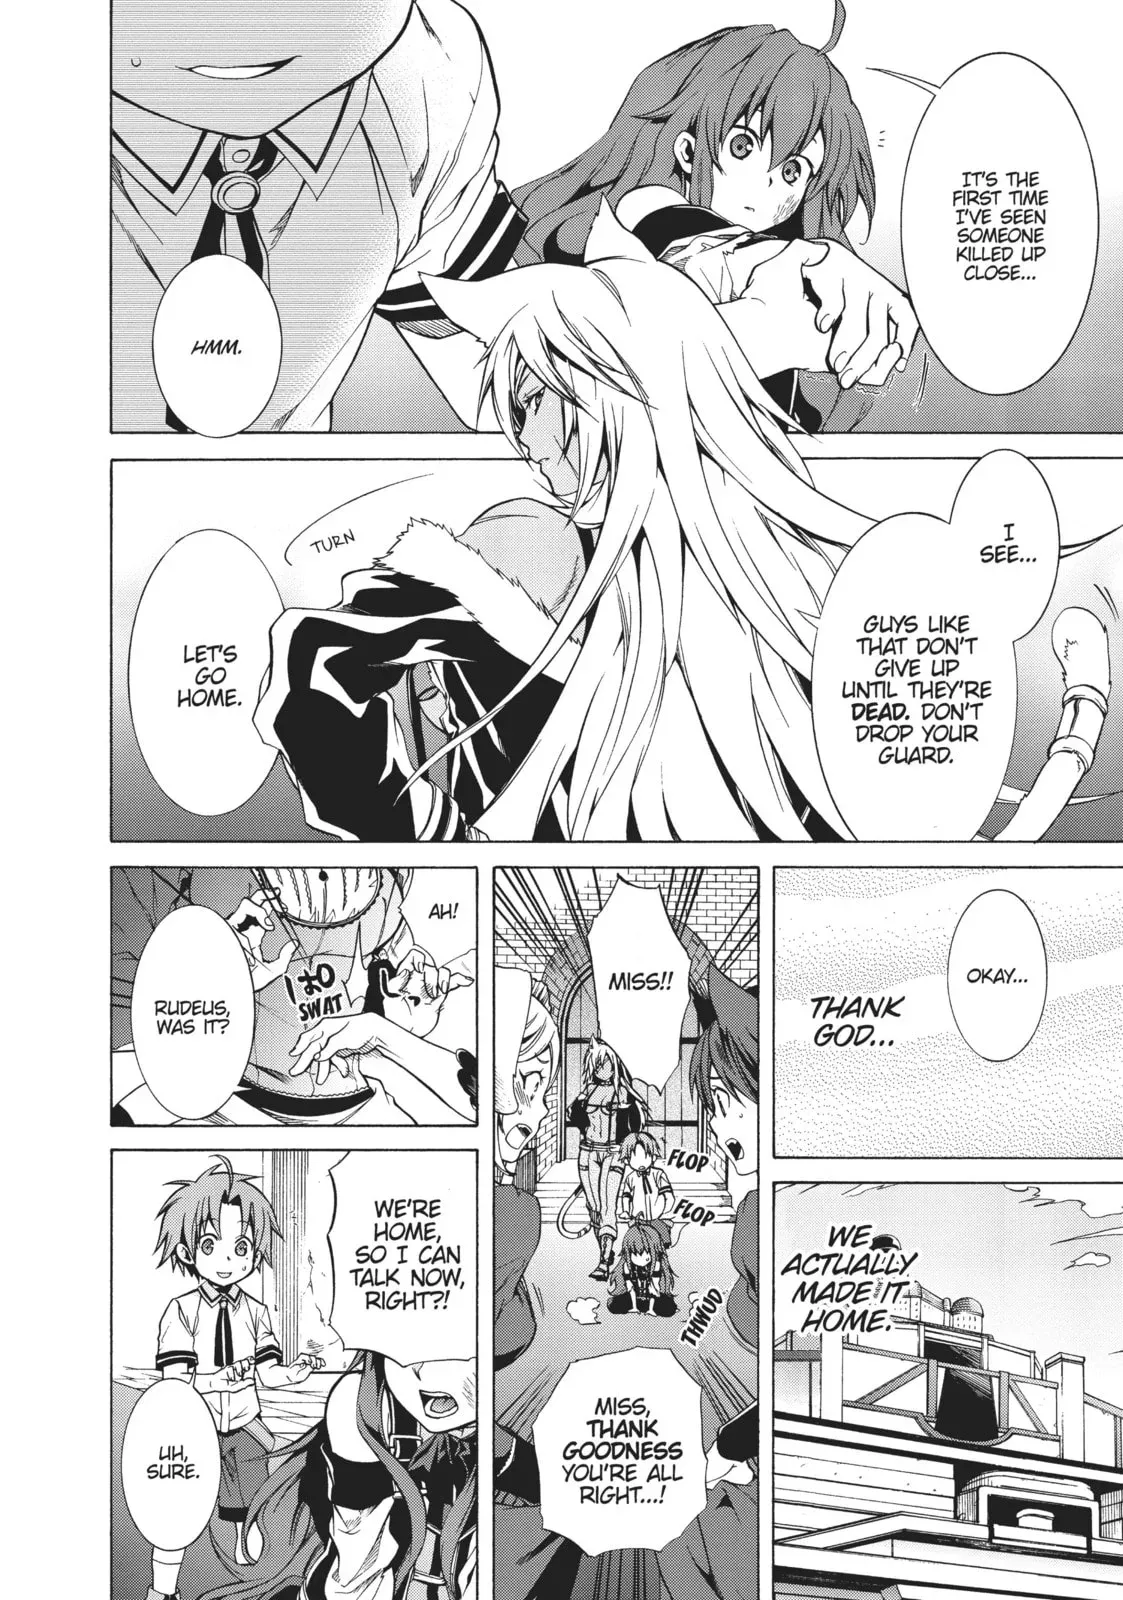 IT'S THE
FIRST TIME
I'VE SEEN
SOMEONE
KILLED UP
CLOSE...
HMM.
I
SEE...
GUYS LIKE
THAT DON'T
GIVE UP
UNTIL THEY'RE
DEAD. DON'T
DROP YOUR
GUARD.
TURN
LET'S
GO
HOME.
OKAY...
THANK
GOD...
WE
ACTUALLY
MADE IT
HOME.
MISS!!
FLOP
FLOP
THWUD
MISS,
THANK
GOODNESS
YOU'RE ALL
RIGHT...!
AH!
SWAT
RUDEUS,
WAS IT?
WE'RE
HOME,
SO I CAN
TALK NOW,
RIGHT?!
UH,
SURE.